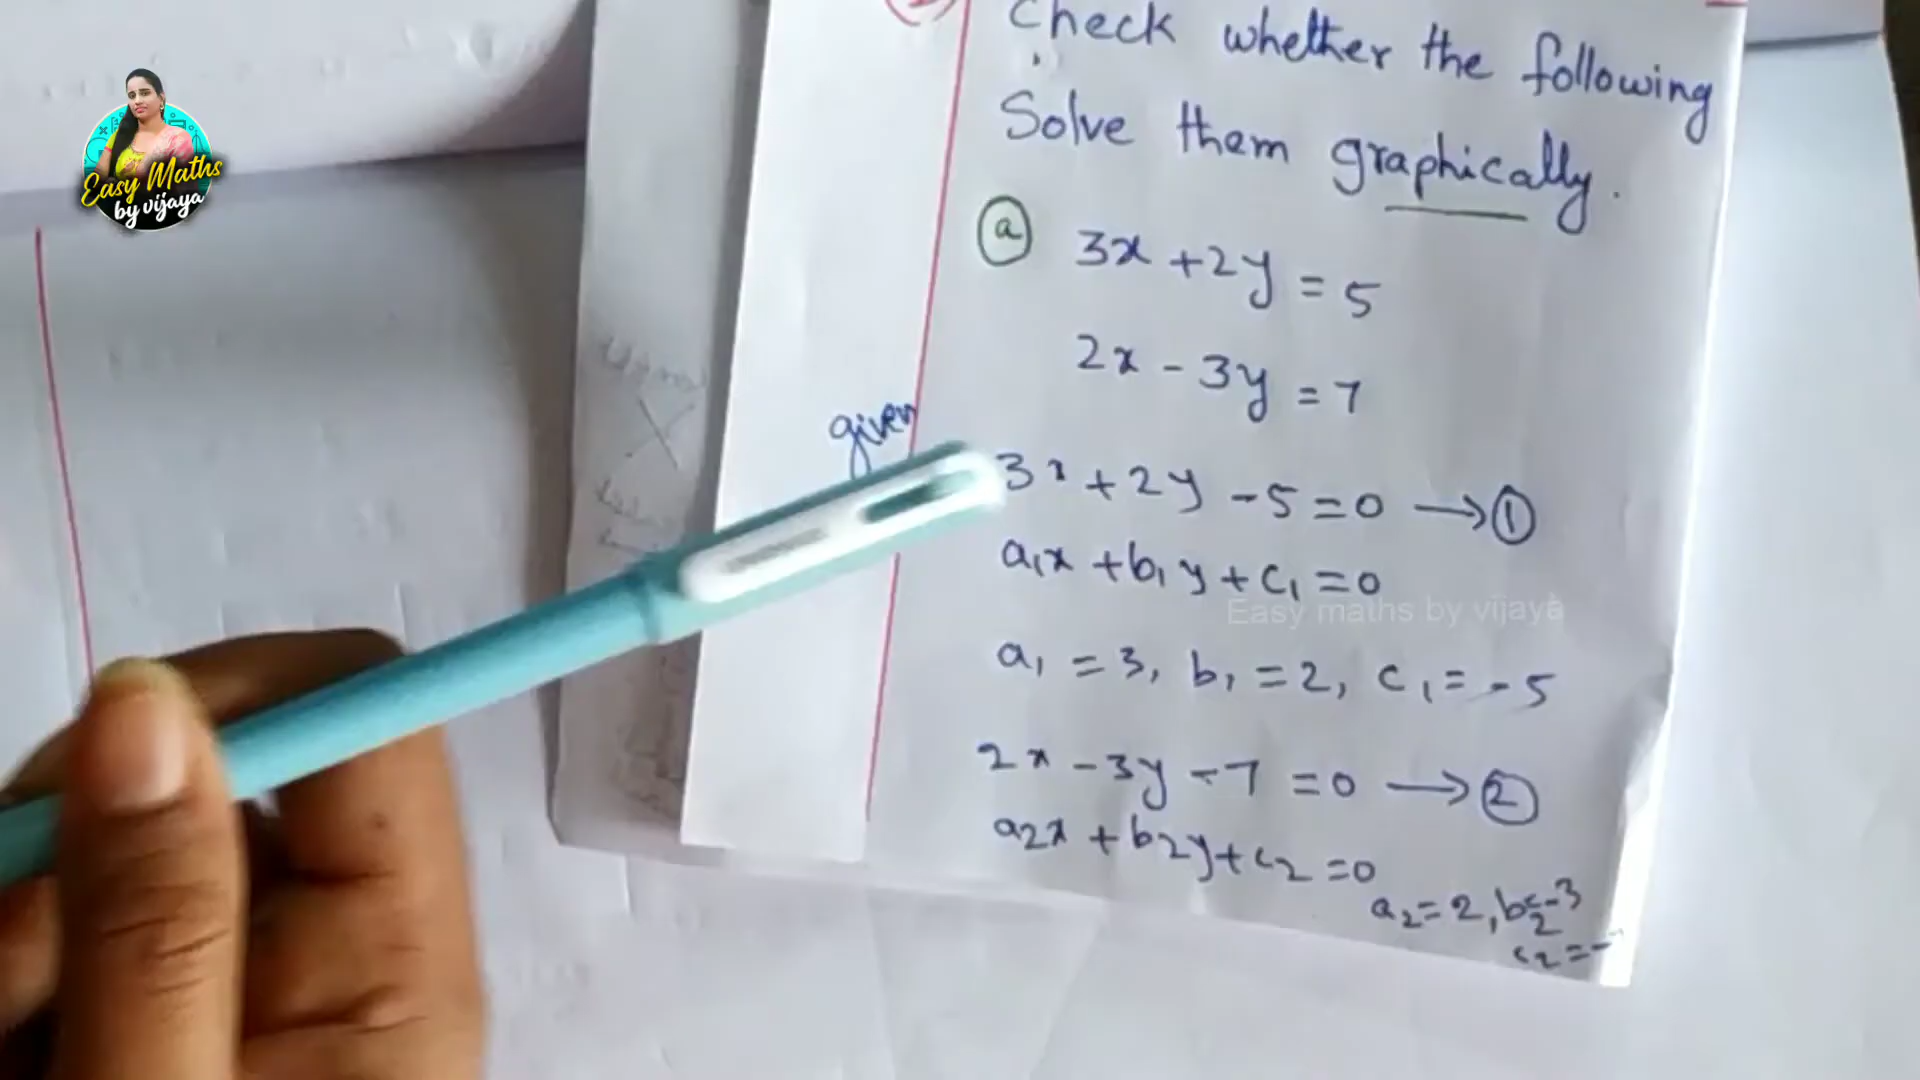 Easy Maths
by vijaya
Check whether the following
Solve them graphically.
a 3x + 2y = 5
2x - 3y = 7
given
3x + 2y - 5 = 0 → ①
a₁x + b₁y + c₁ = 0
Easy maths by vijaya
a₁ = 3, b₁ = 2, c₁ = -5
2x - 3y - 7 = 0 → ②
a₂x + b₂y + c₂ = 0
a₂ = 2, b₂ = -3
c₂ = -